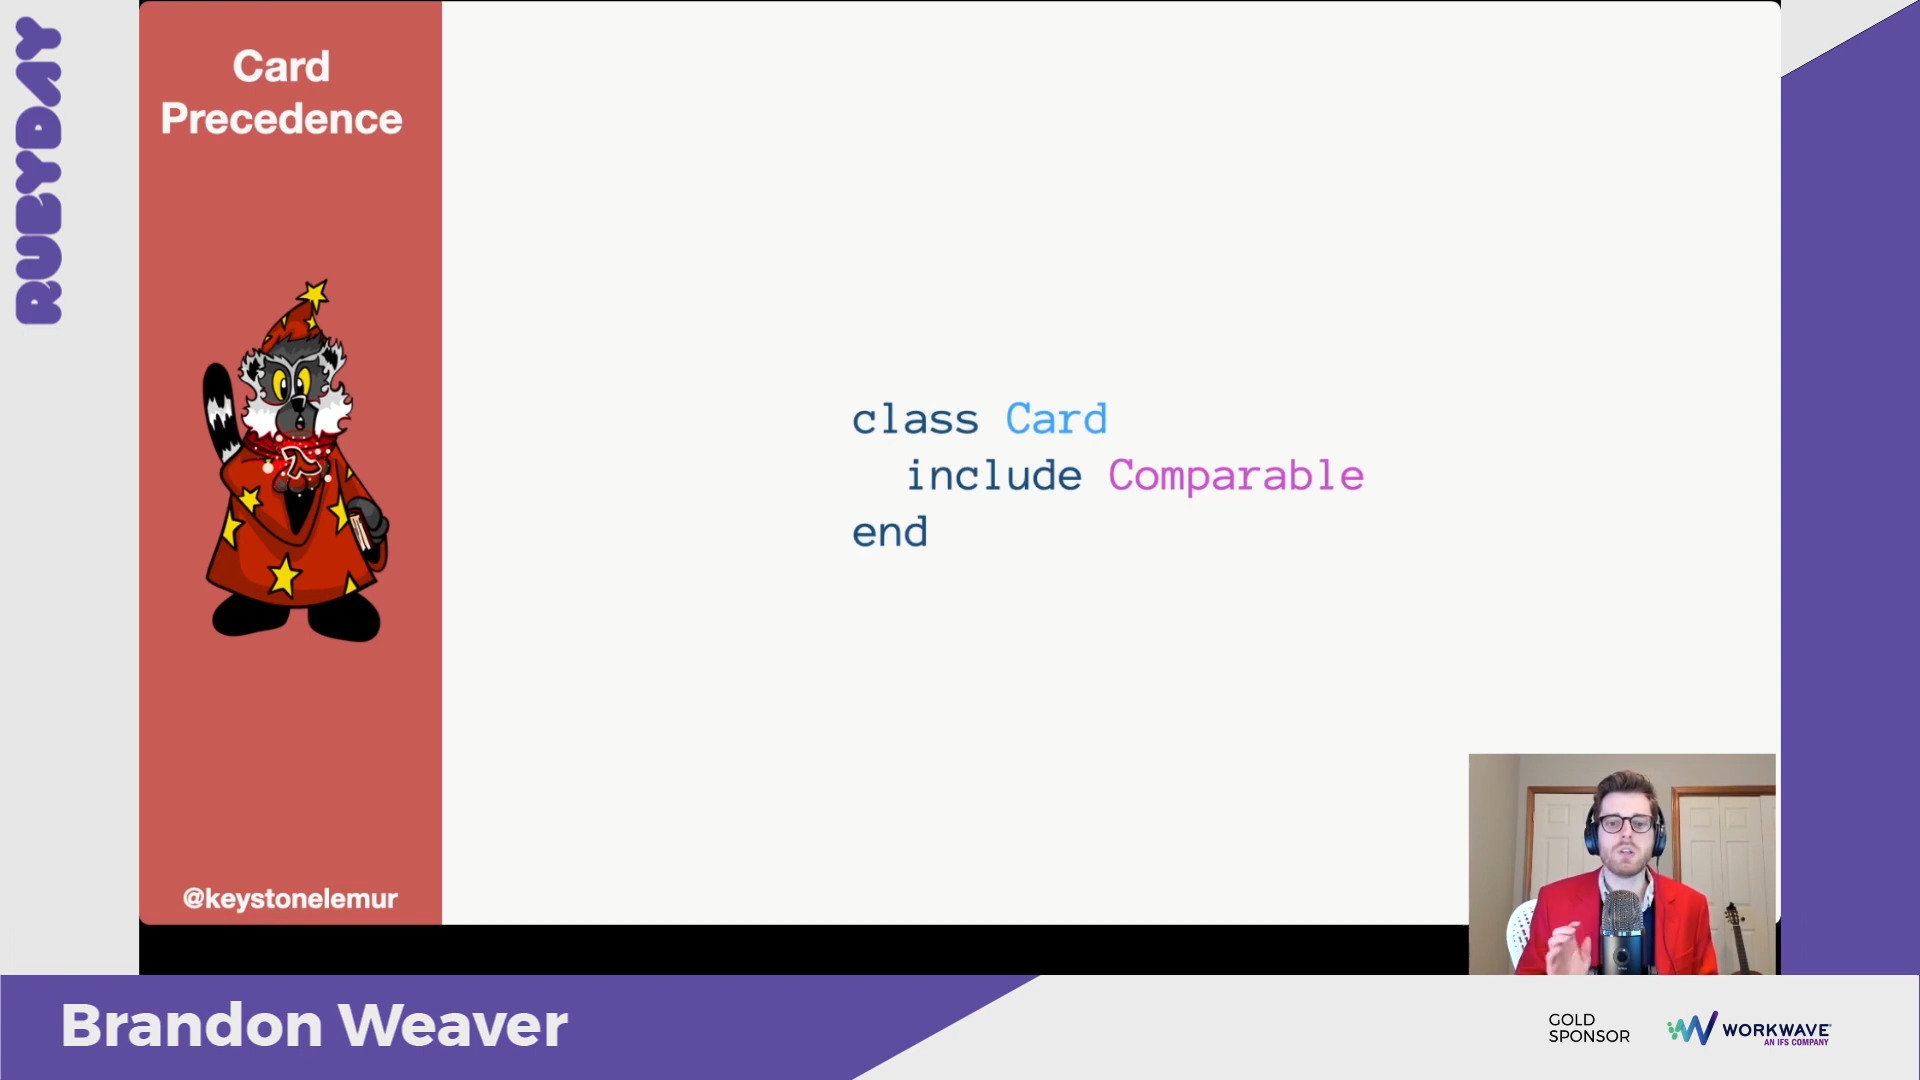 RUBYDAY
Card
Precedence
class Card
  include Comparable
end
@keystonelemur
Brandon Weaver
GOLD
SPONSOR
WORKWAVE
AN IFS COMPANY